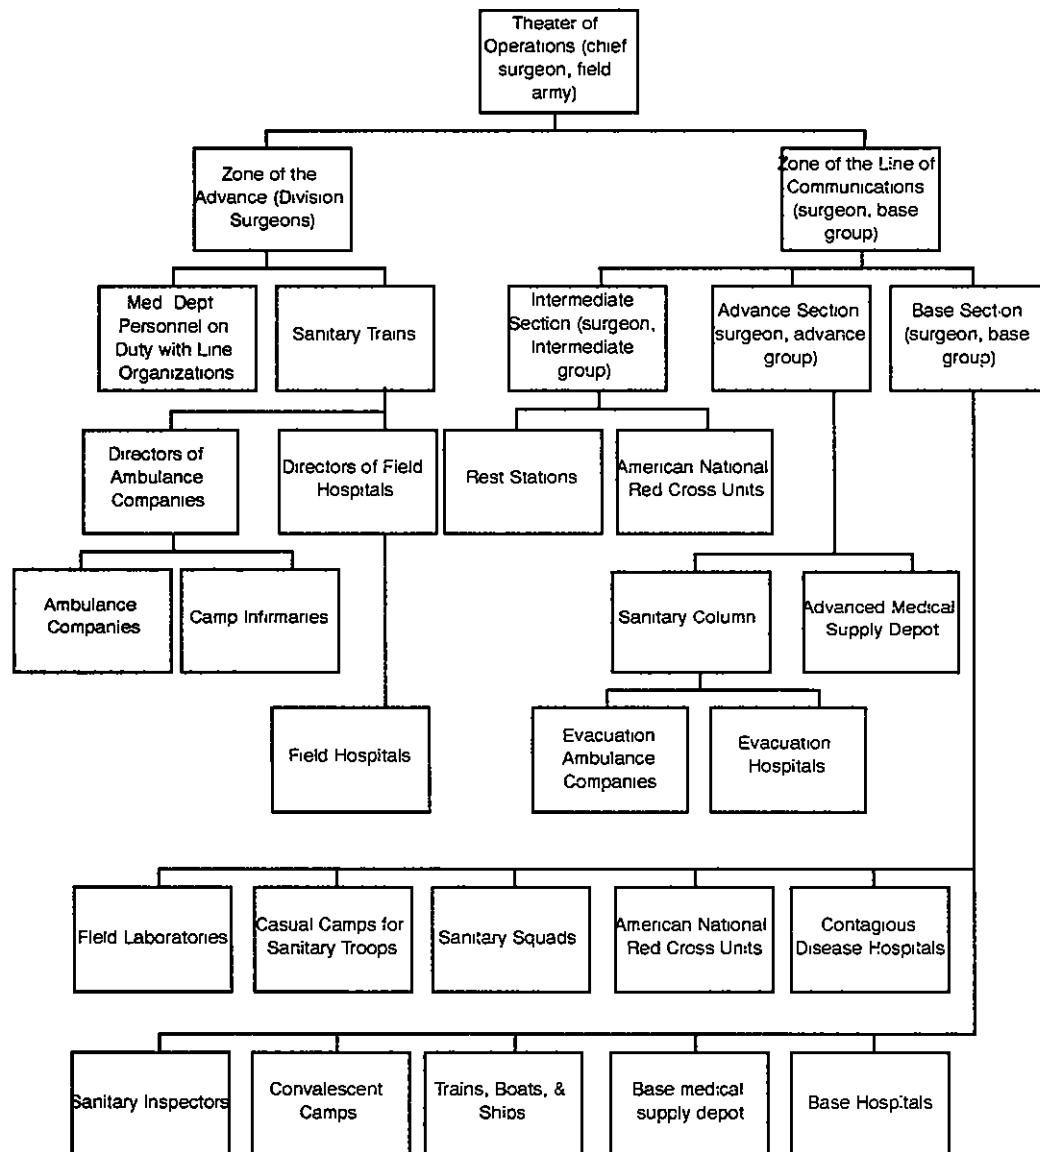 Theater of
Operations (chief
surgeon, field
army)
Zone of the
Advance (Division
Surgeons)
Zone of the Line of
Communications
(surgeon, base
group)
Med Dept
Personnel on
Duty with Line
Organizations
Sanitary Trains
Intermediate
Section (surgeon,
Intermediate
group)
Advance Section
(surgeon, advance
group)
Base Section
(surgeon, base
group)
Directors of
Ambulance
Companies
Directors of Field
Hospitals
Rest Stations
American National
Red Cross Units
Ambulance
Companies
Camp Infirmaries
Sanitary Column
Advanced Medical
Supply Depot
Field Hospitals
Evacuation
Ambulance
Companies
Evacuation
Hospitals
Field Laboratories
Casual Camps for
Sanitary Troops
Sanitary Squads
American National
Red Cross Units
Contagious
Disease Hospitals
Sanitary Inspectors
Convalescent
Camps
Trains, Boats, &
Ships
Base medical
supply depot
Base Hospitals